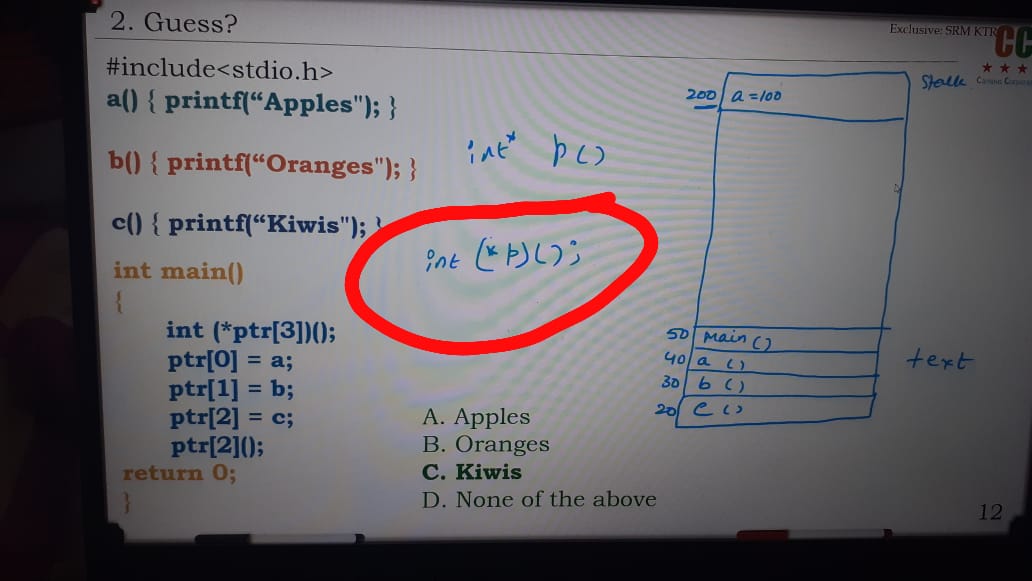 2. Guess?
Exclusive: SRM KTR
CC
#include<stdio.h>
a() { printf("Apples"); }
b() { printf("Oranges"); }
c() { printf("Kiwis"); }
int main()
{
int (*ptr[3])();
ptr[0] = a;
ptr[1] = b;
ptr[2] = c;
ptr[2]();
return 0;
}
int* p()
int (*p)();
A. Apples
B. Oranges
C. Kiwis
D. None of the above
200 a=100
50 main()
40 a ()
30 b ()
20 c ()
text
12